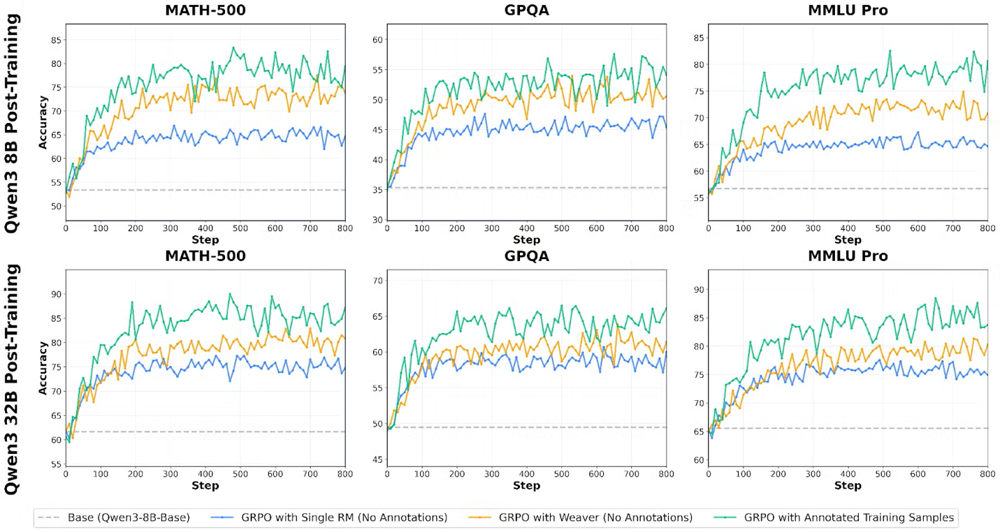 Qwen3 8B Post-Training
MATH-500
GPQA
MMLU Pro
Accuracy
85
80
75
70
65
60
55
50
0 100 200 300 400 500 600 700 800
Step
60
55
50
45
40
35
30
0 100 200 300 400 500 600 700 800
Step
85
80
75
70
65
60
55
0 100 200 300 400 500 600 700 800
Step
Qwen3 32B Post-Training
MATH-500
GPQA
MMLU Pro
Accuracy
90
85
80
75
70
65
60
55
0 100 200 300 400 500 600 700 800
Step
70
65
60
55
50
45
0 100 200 300 400 500 600 700 800
Step
90
85
80
75
70
65
60
0 100 200 300 400 500 600 700 800
Step
Base (Qwen3-8B-Base)
GRPO with Single RM (No Annotations)
GRPO with Weaver (No Annotations)
GRPO with Annotated Training Samples